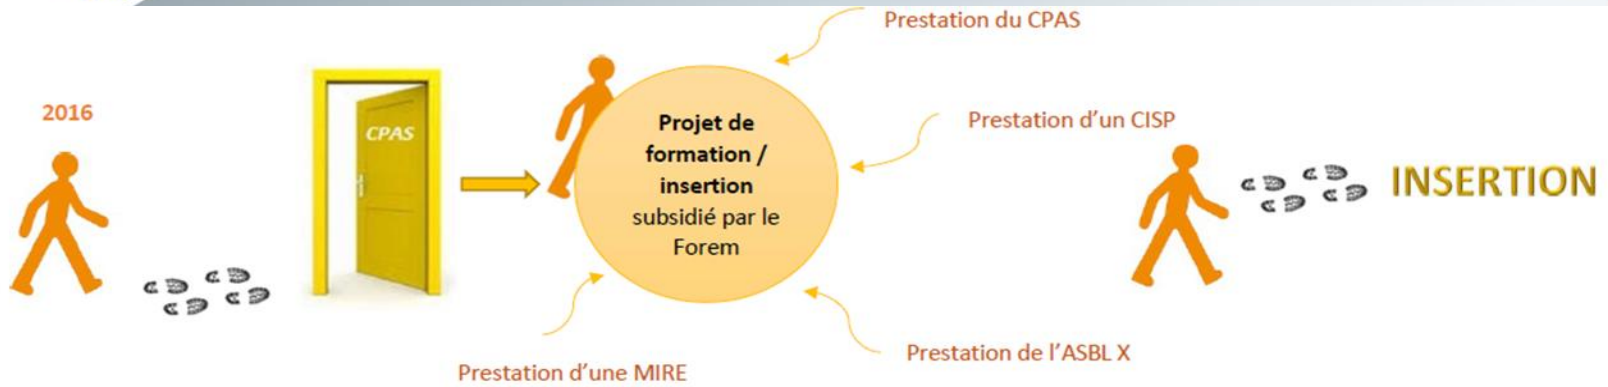 2016
CPAS
Projet de
formation /
insertion
subsidié par le
Forem
Prestation du CPAS
Prestation d'un CISP
Prestation de l'ASBL X
Prestation d'une MIRE
INSERTION